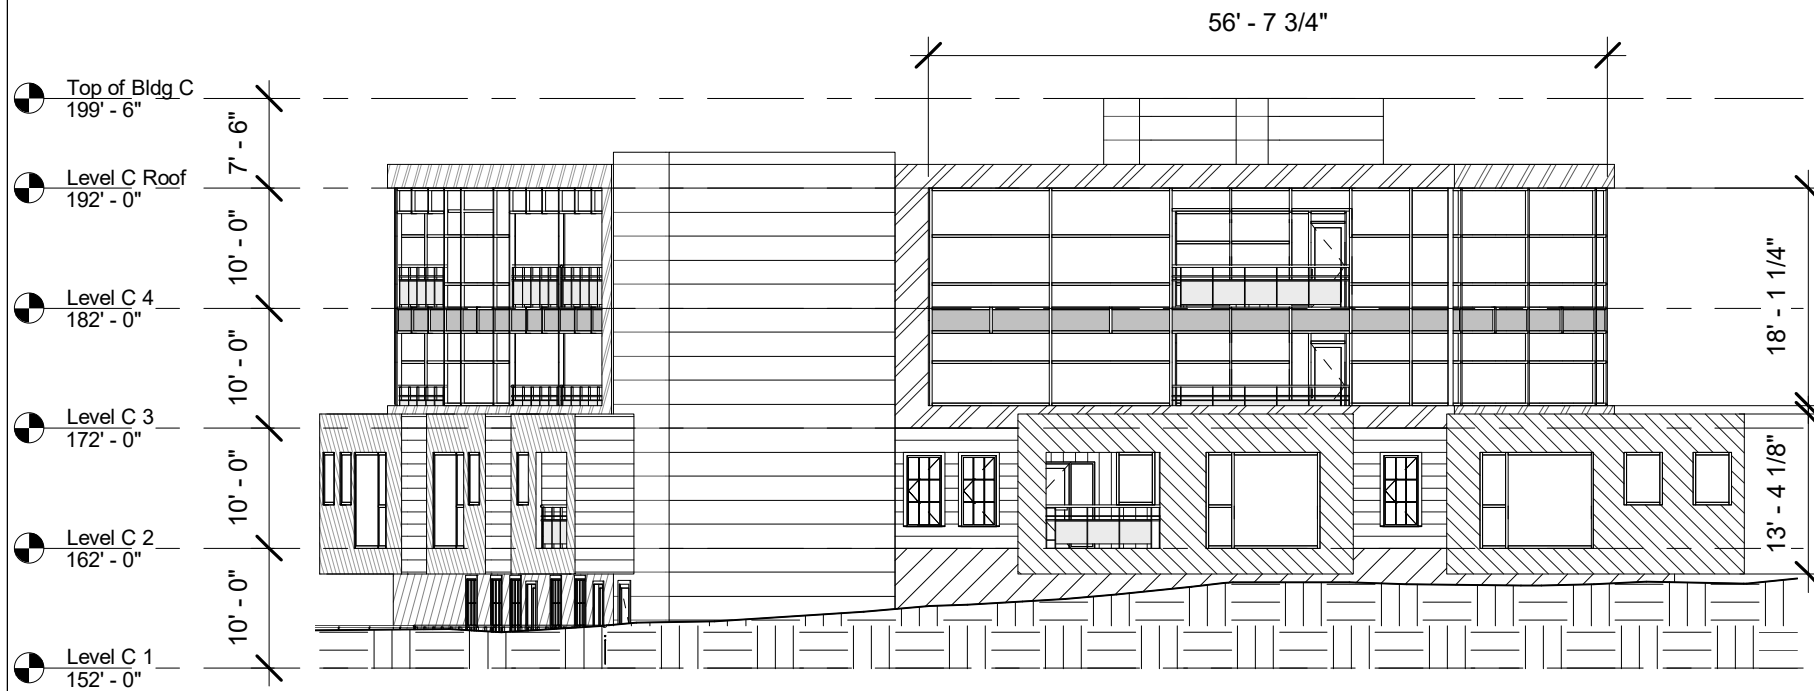 56' - 7 3/4"
Top of Bldg C
199' - 6"
7' - 6"
Level C Roof
192' - 0"
10' - 0"
18' - 1 1/4"
Level C 4
182' - 0"
10' - 0"
Level C 3
172' - 0"
10' - 0"
13' - 4 1/8"
Level C 2
162' - 0"
10' - 0"
Level C 1
152' - 0"